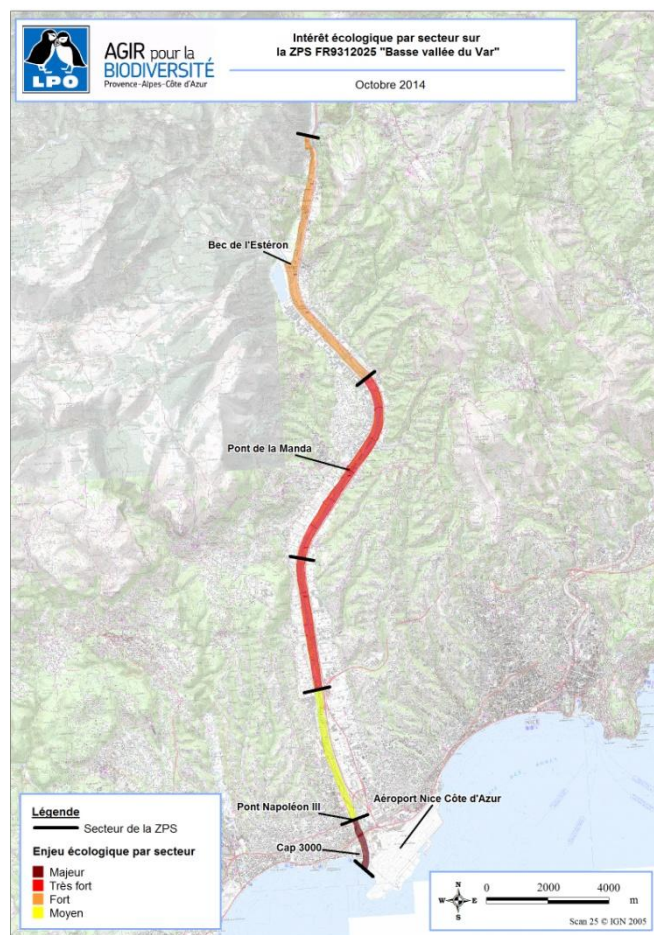 LPO
AGIR pour la
BIODIVERSITÉ
Provence-Alpes-Côte d'Azur
Intérêt écologique par secteur sur
la ZPS FR9312025 "Basse vallée du Var"
Octobre 2014
Bec de l'Estéron
Pont de la Manda
Pont Napoléon III
Aéroport Nice Côte d'Azur
Cap 3000
Légende
Secteur de la ZPS
Enjeu écologique par secteur
Majeur
Très fort
Fort
Moyen
N
W E
S
0 2000 4000
m
Scan 25 © IGN 2005